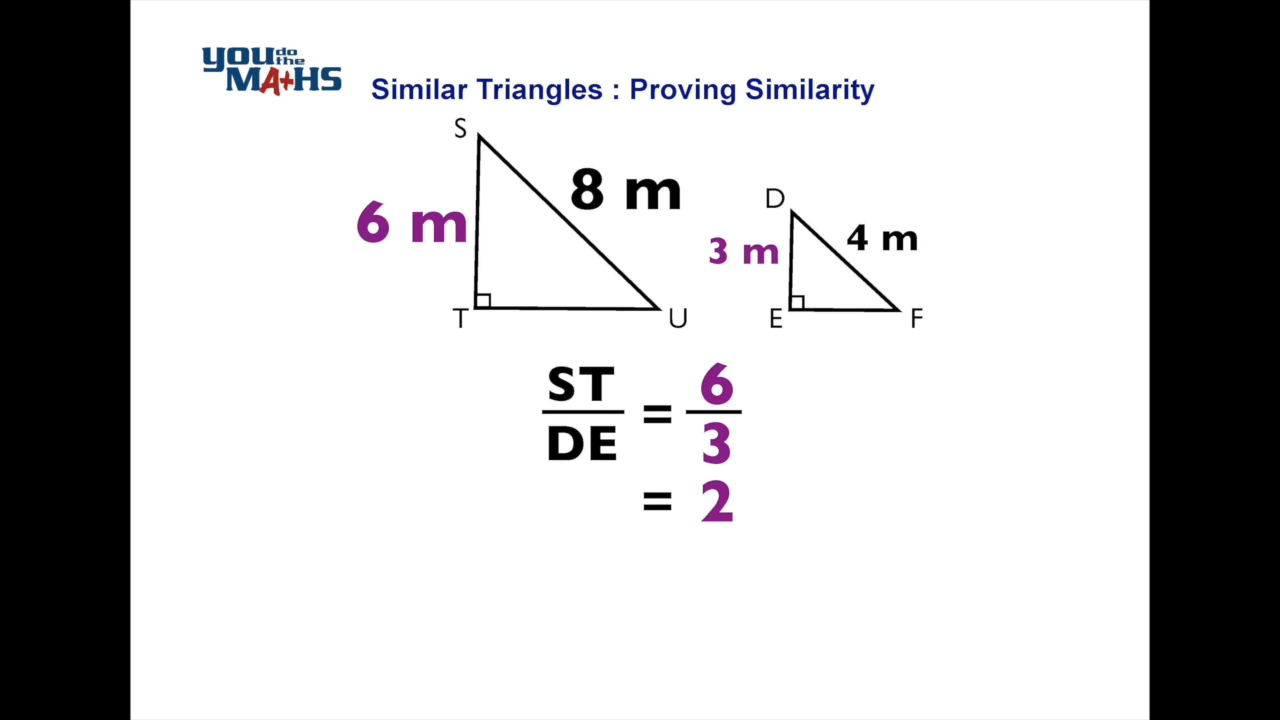 you do the
MA+HS
Similar Triangles : Proving Similarity
S
8 m
6 m
D
3 m
4 m
T
U
E
F
ST
DE
=
6
3
= 2